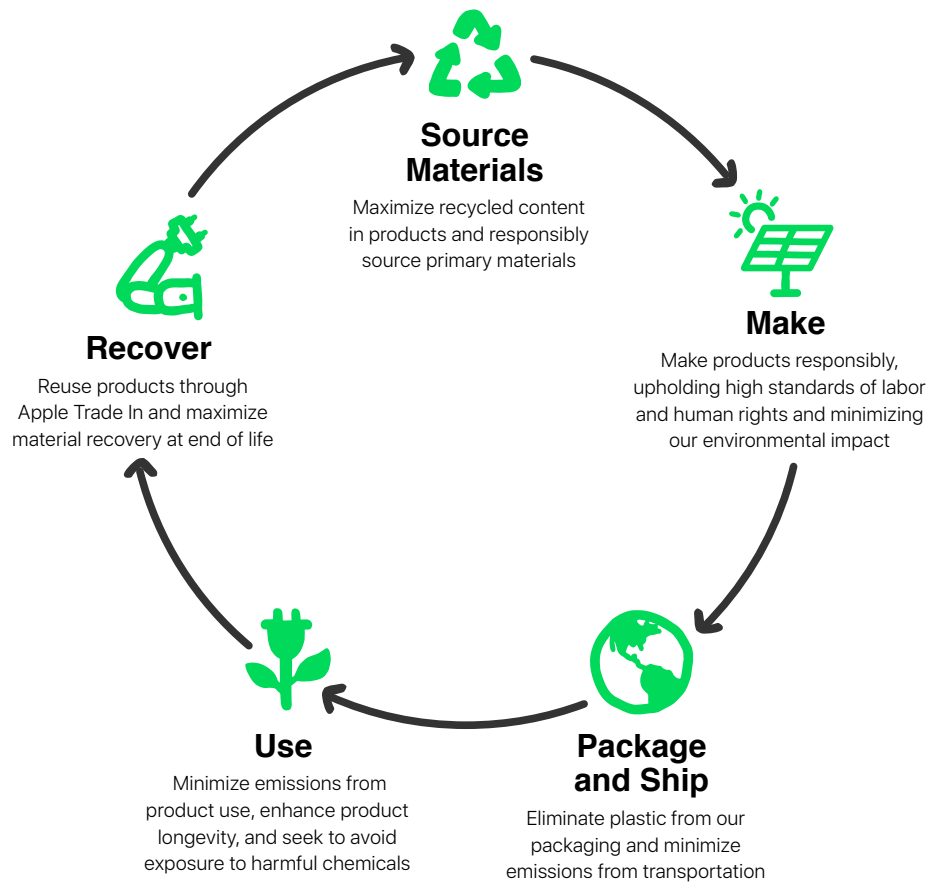 Source
Materials
Maximize recycled content
in products and responsibly
source primary materials
Make
Make products responsibly,
upholding high standards of labor
and human rights and minimizing
our environmental impact
Package
and Ship
Eliminate plastic from our
packaging and minimize
emissions from transportation
Use
Minimize emissions from
product use, enhance product
longevity, and seek to avoid
exposure to harmful chemicals
Recover
Reuse products through
Apple Trade In and maximize
material recovery at end of life